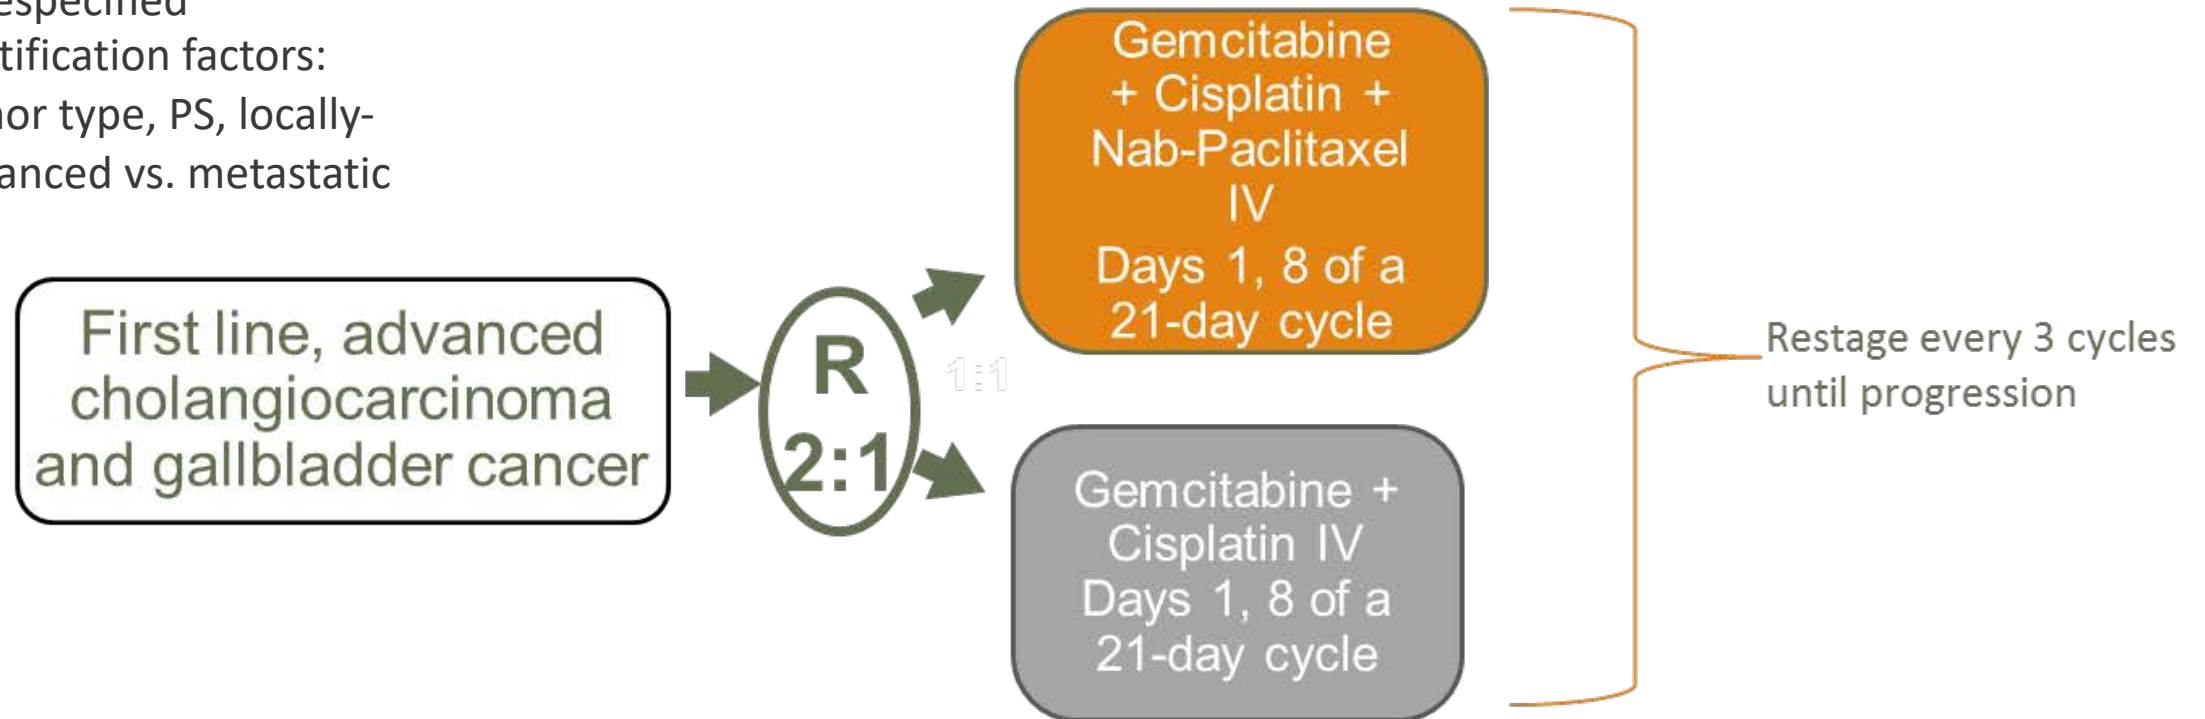 especified
tification factors:
nor type, PS, locally-
anced vs. metastatic
First line, advanced
cholangiocarcinoma
and gallbladder cancer
R
2:1
1:1
Gemcitabine
+ Cisplatin +
Nab-Paclitaxel
IV
Days 1, 8 of a
21-day cycle
Gemcitabine +
Cisplatin IV
Days 1, 8 of a
21-day cycle
Restage every 3 cycles
until progression